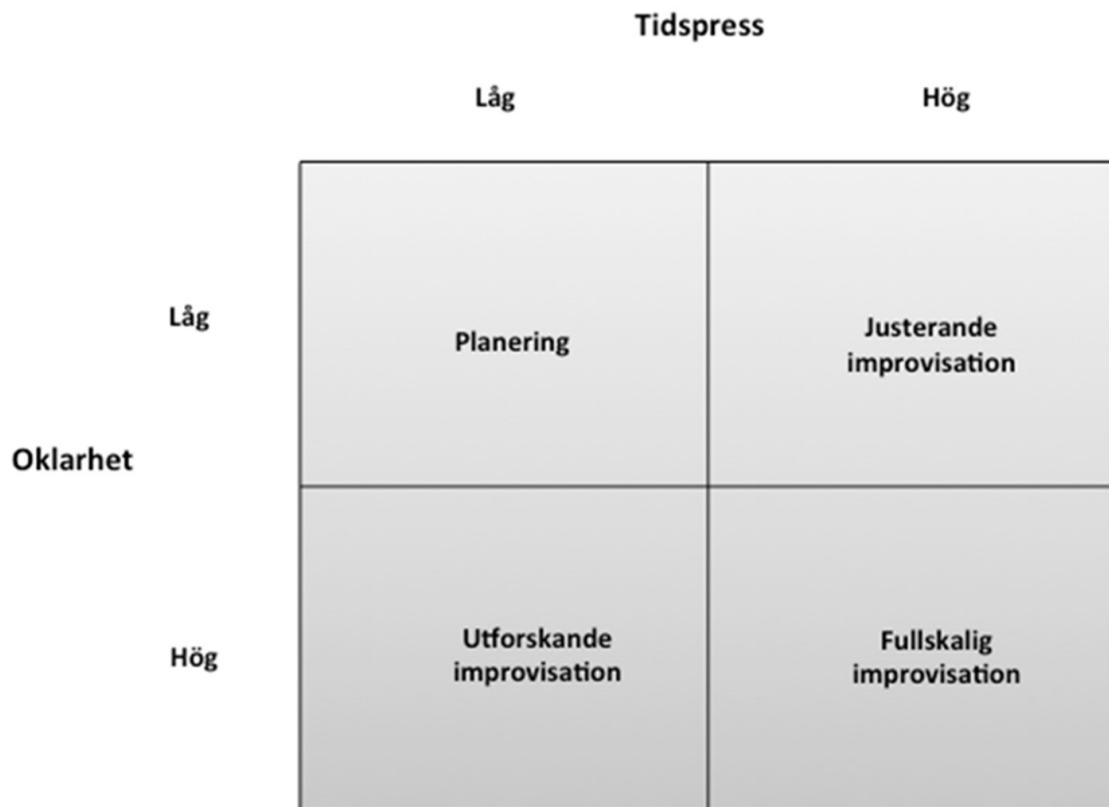 Tidspress
Låg
Hög
Låg
Planering
Justerande
improvisation
Oklarhet
Hög
Utforskande
improvisation
Fullskalig
improvisation